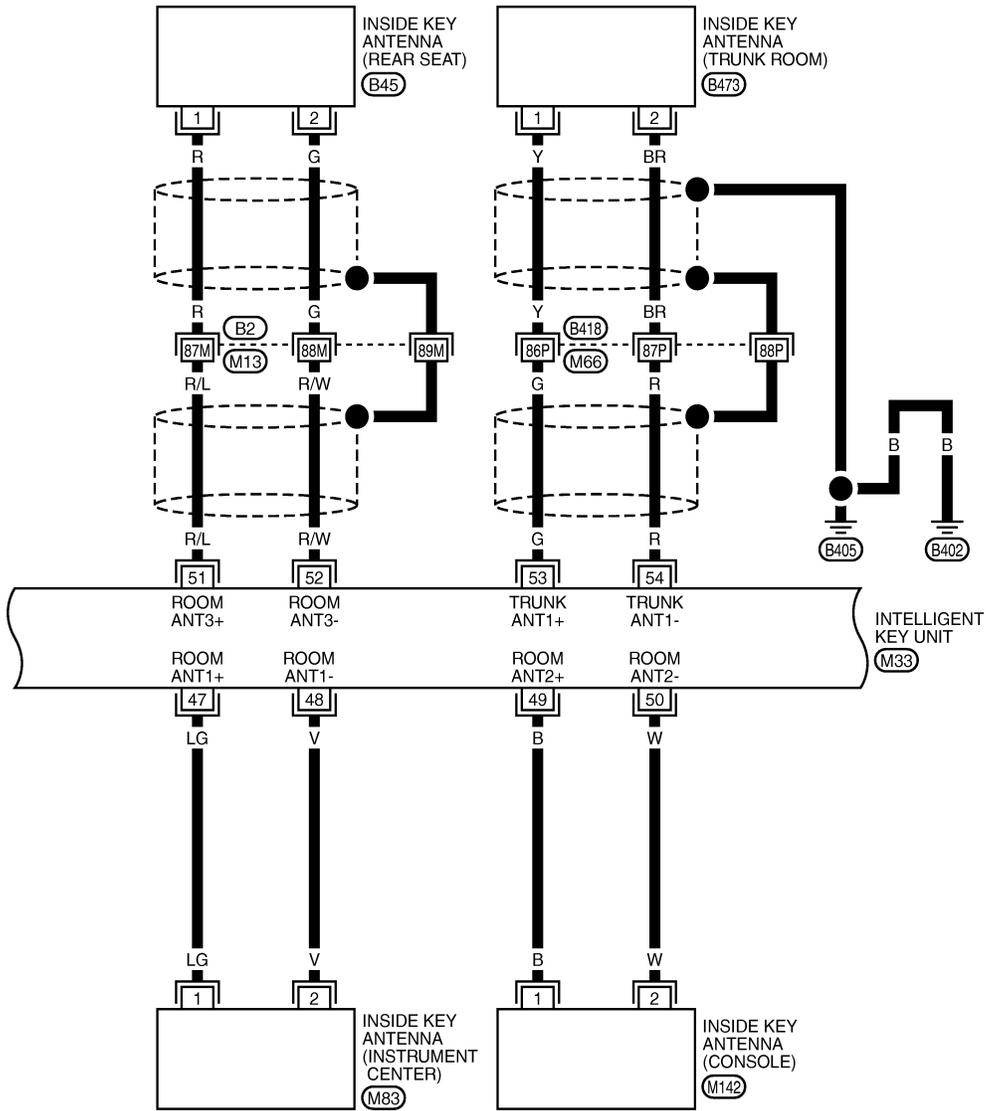 INSIDE KEY
ANTENNA
(REAR SEAT)
B45
INSIDE KEY
ANTENNA
(TRUNK ROOM)
B473
1 2 1 2
R G Y BR
R G Y BR
B2 B418
87M 88M 89M 86P 87P 88P
M13 M66
R/L R/W G R
B B
R/L R/W G R
B405 B402
51 52 53 54
ROOM ROOM TRUNK TRUNK
ANT3+ ANT3- ANT1+ ANT1-
INTELLIGENT
KEY UNIT
M33
ROOM ROOM ROOM ROOM
ANT1+ ANT1- ANT2+ ANT2-
47 48 49 50
LG V B W
LG V B W
1 2 1 2
INSIDE KEY
ANTENNA
(INSTRUMENT
CENTER)
M83
INSIDE KEY
ANTENNA
(CONSOLE)
M142